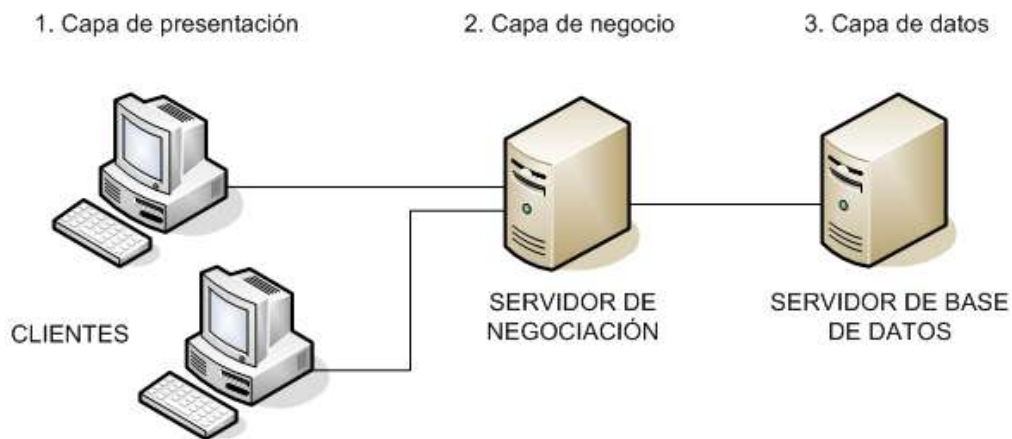 1. Capa de presentación
2. Capa de negocio
3. Capa de datos
CLIENTES
SERVIDOR DE
NEGOCIACIÓN
SERVIDOR DE BASE
DE DATOS